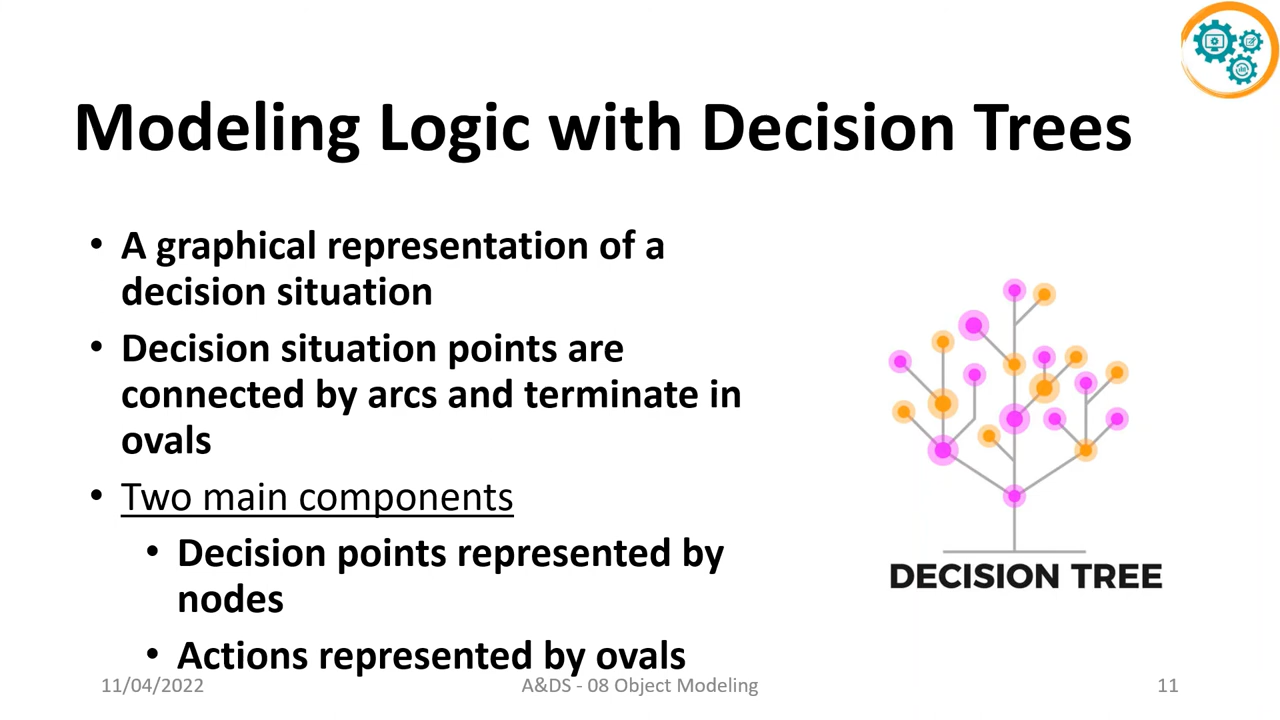 Modeling Logic with Decision Trees
• A graphical representation of a
decision situation
• Decision situation points are
connected by arcs and terminate in
ovals
• Two main components
• Decision points represented by
nodes
• Actions represented by ovals
DECISION TREE
11/04/2022
A&DS - 08 Object Modeling
11